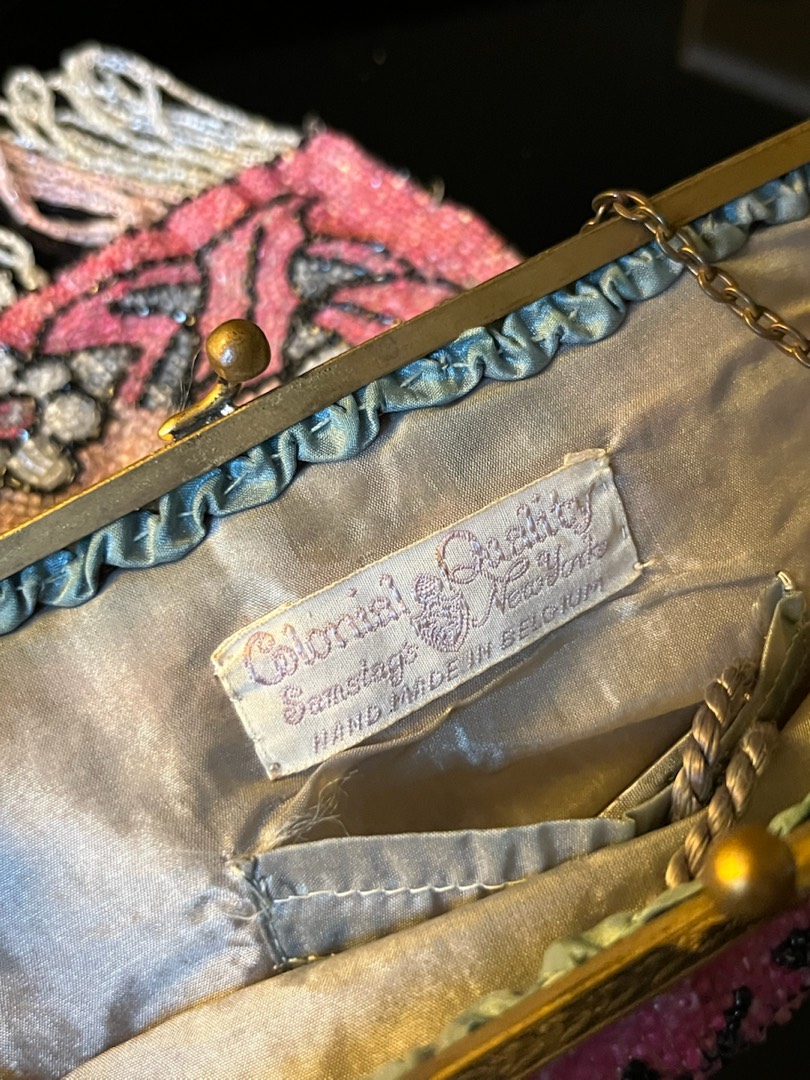 Colonial Quality
Samstag's New York
HAND MADE IN BELGIUM